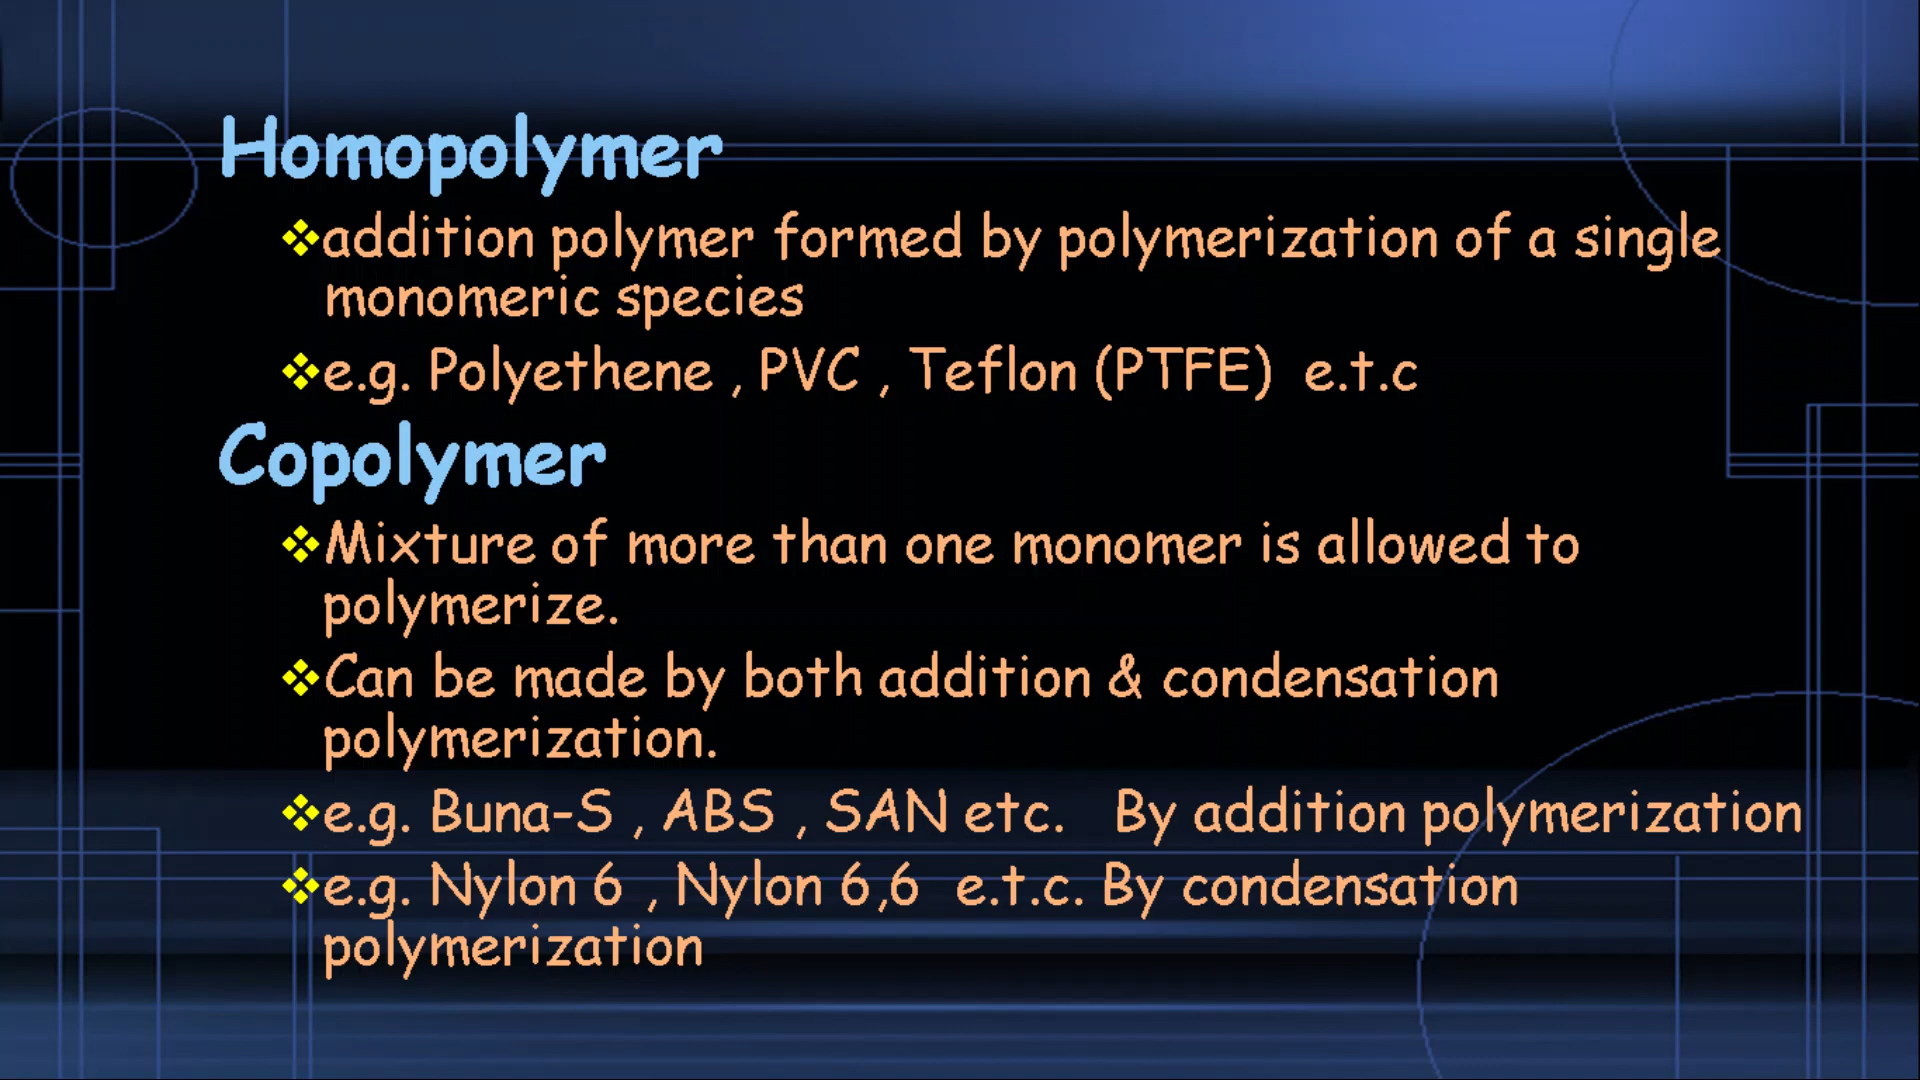 Homopolymer
❖addition polymer formed by polymerization of a single
monomeric species
❖e.g. Polyethene , PVC , Teflon (PTFE) e.t.c
Copolymer
❖Mixture of more than one monomer is allowed to
polymerize.
❖Can be made by both addition & condensation
polymerization.
❖e.g. Buna-S , ABS , SAN etc. By addition polymerization
❖e.g. Nylon 6 , Nylon 6,6 e.t.c. By condensation
polymerization